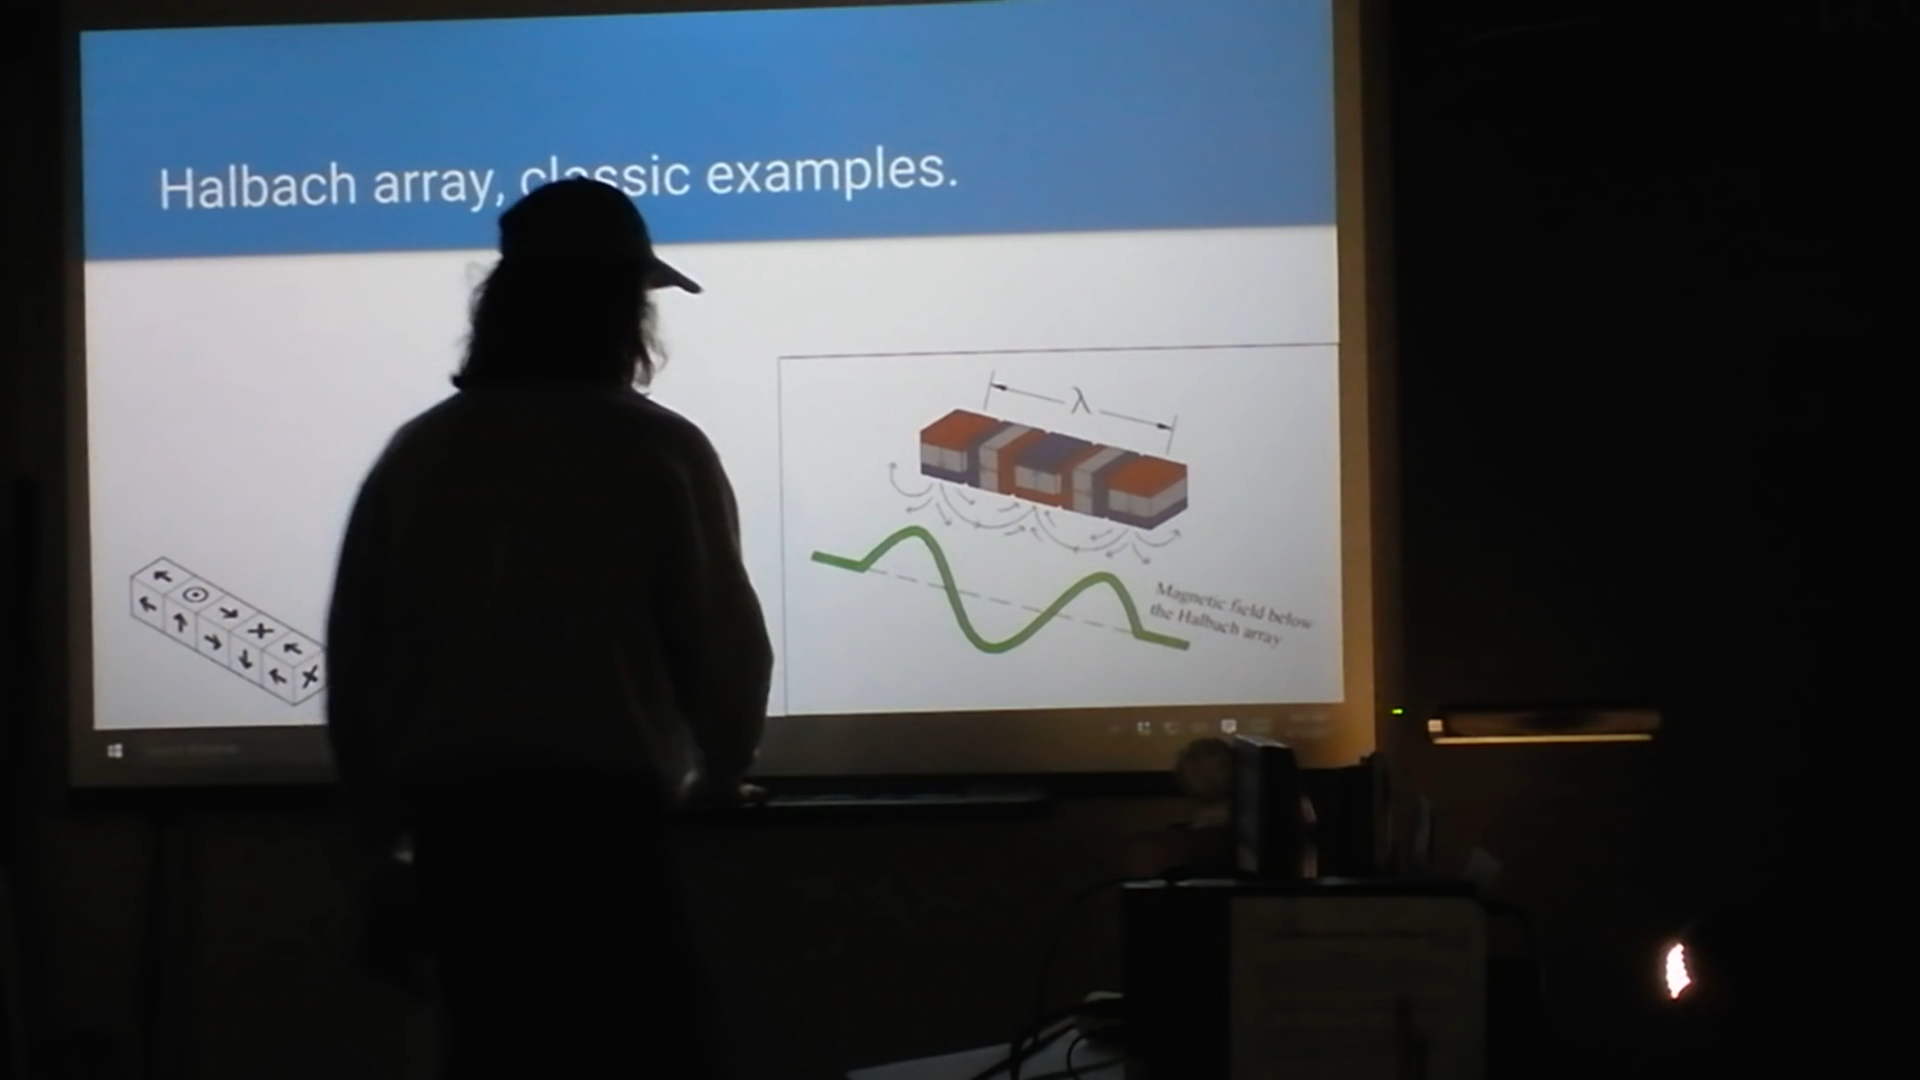 Halbach array, classic examples.
λ
Magnetic field below
the Halbach array